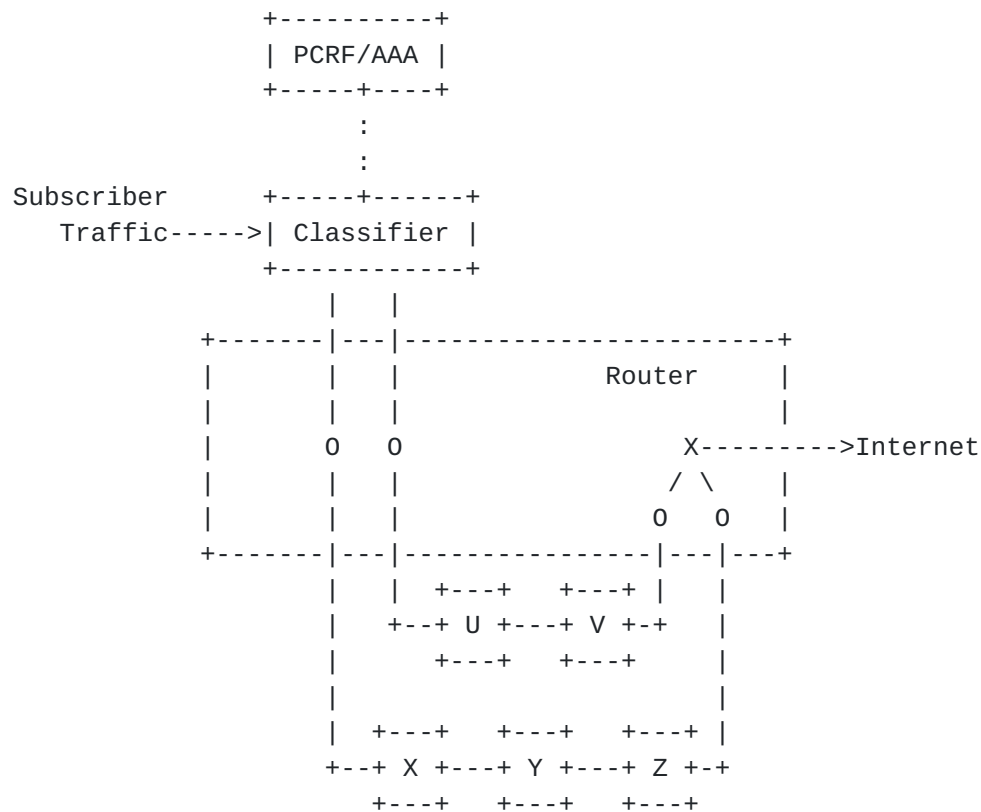 PCRF/AAA
Subscriber
Traffic----->| Classifier |
Router
O O X--------->Internet
O O
U V
X Y Z